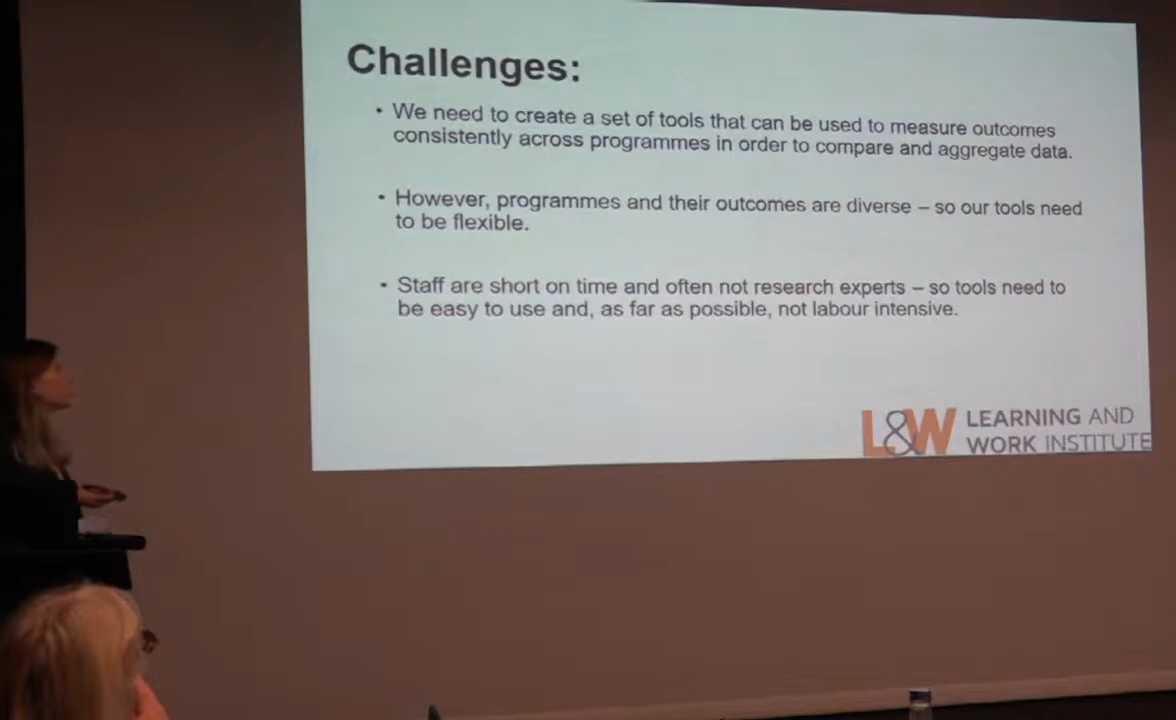 Challenges:
• We need to create a set of tools that can be used to measure outcomes
consistently across programmes in order to compare and aggregate data.
• However, programmes and their outcomes are diverse – so our tools need
to be flexible.
• Staff are short on time and often not research experts – so tools need to
be easy to use and, as far as possible, not labour intensive.
L&W LEARNING AND
WORK INSTITUTE